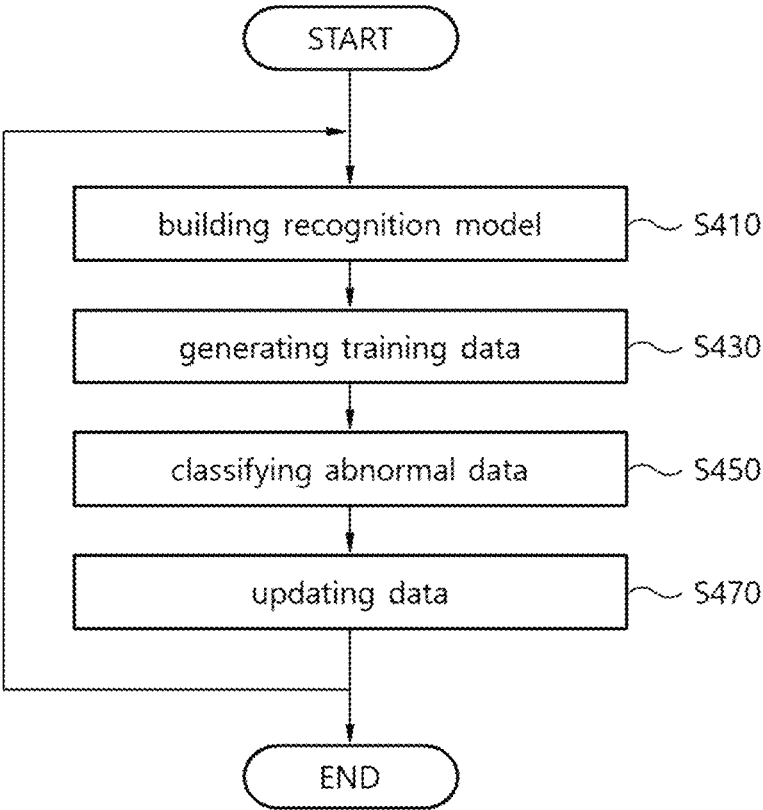 START
building recognition model
S410
generating training data
S430
classifying abnormal data
S450
updating data
S470
END